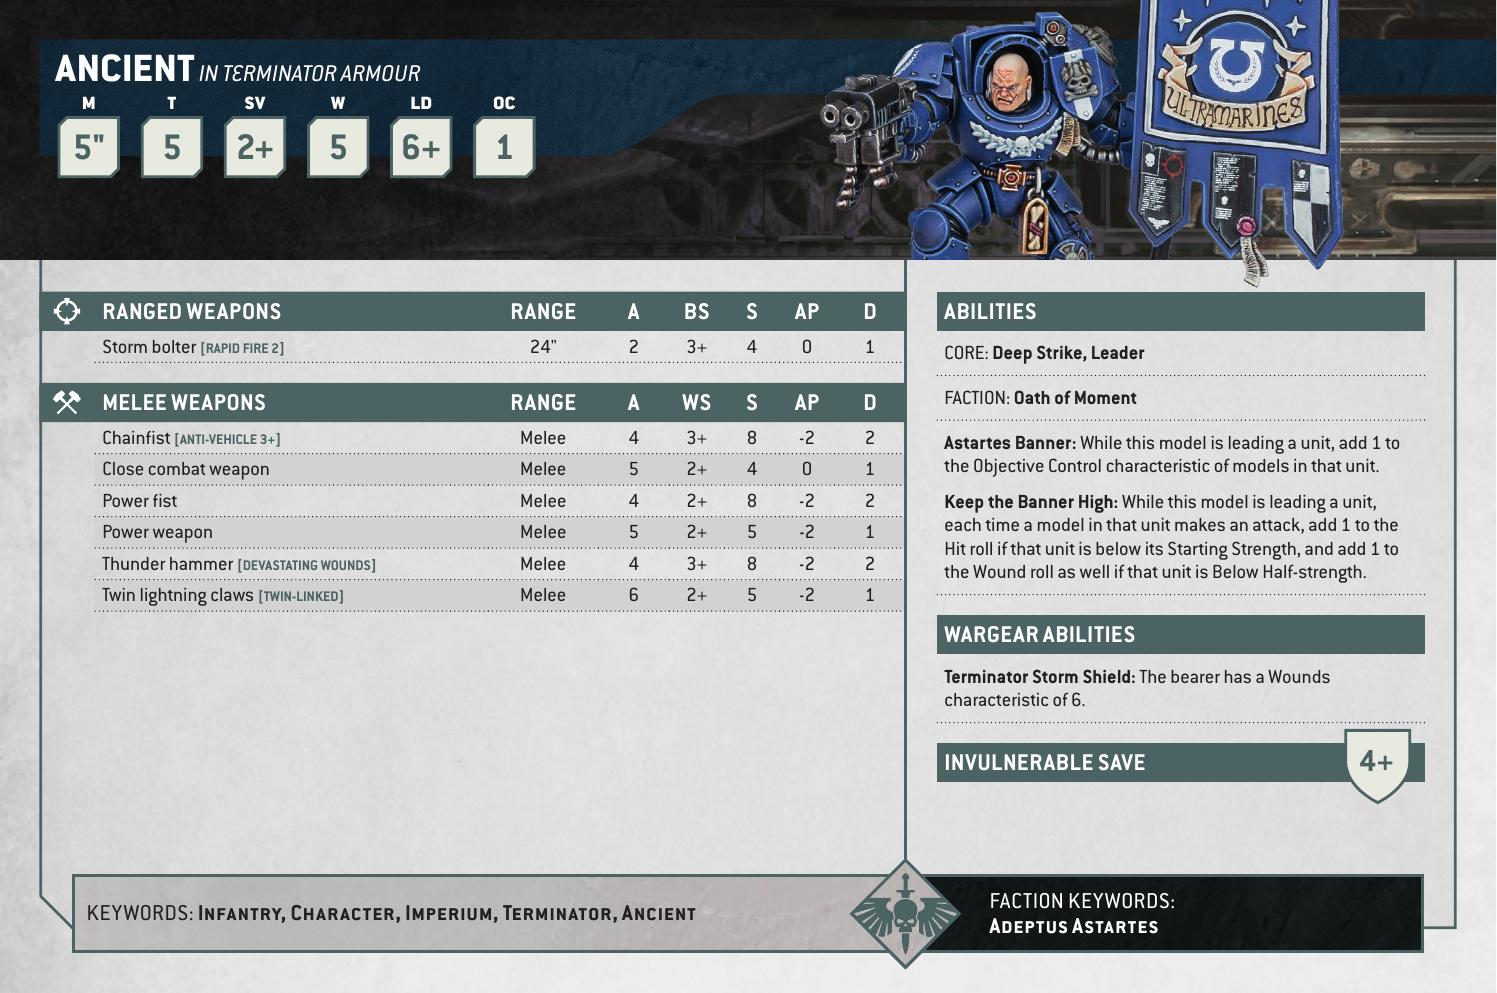 ANCIENT IN TERMINATOR ARMOUR
M T SV W LD OC
5" 5 2+ 5 6+ 1
ULTRAMARINES
RANGED WEAPONS RANGE A BS S AP D
Storm bolter [RAPID FIRE 2] 24" 2 3+ 4 0 1
MELEE WEAPONS RANGE A WS S AP D
Chainfist [ANTI-VEHICLE 3+] Melee 4 3+ 8 -2 2
Close combat weapon Melee 5 2+ 4 0 1
Power fist Melee 4 2+ 8 -2 2
Power weapon Melee 5 2+ 5 -2 1
Thunder hammer [DEVASTATING WOUNDS] Melee 4 3+ 8 -2 2
Twin lightning claws [TWIN-LINKED] Melee 6 2+ 5 -2 1
ABILITIES
CORE: Deep Strike, Leader
FACTION: Oath of Moment
Astartes Banner: While this model is leading a unit, add 1 to
the Objective Control characteristic of models in that unit.
Keep the Banner High: While this model is leading a unit,
each time a model in that unit makes an attack, add 1 to the
Hit roll if that unit is below its Starting Strength, and add 1 to
the Wound roll as well if that unit is Below Half-strength.
WARGEAR ABILITIES
Terminator Storm Shield: The bearer has a Wounds
characteristic of 6.
INVULNERABLE SAVE 4+
KEYWORDS: INFANTRY, CHARACTER, IMPERIUM, TERMINATOR, ANCIENT
FACTION KEYWORDS:
ADEPTUS ASTARTES